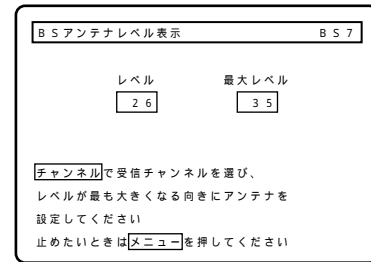 BSアンテナレベル表示 BS7
レベル 最大レベル
26 35
チャンネルで受信チャンネルを選び、
レベルが最も大きくなる向きにアンテナを
設定してください
止めたいときはメニューを押してください